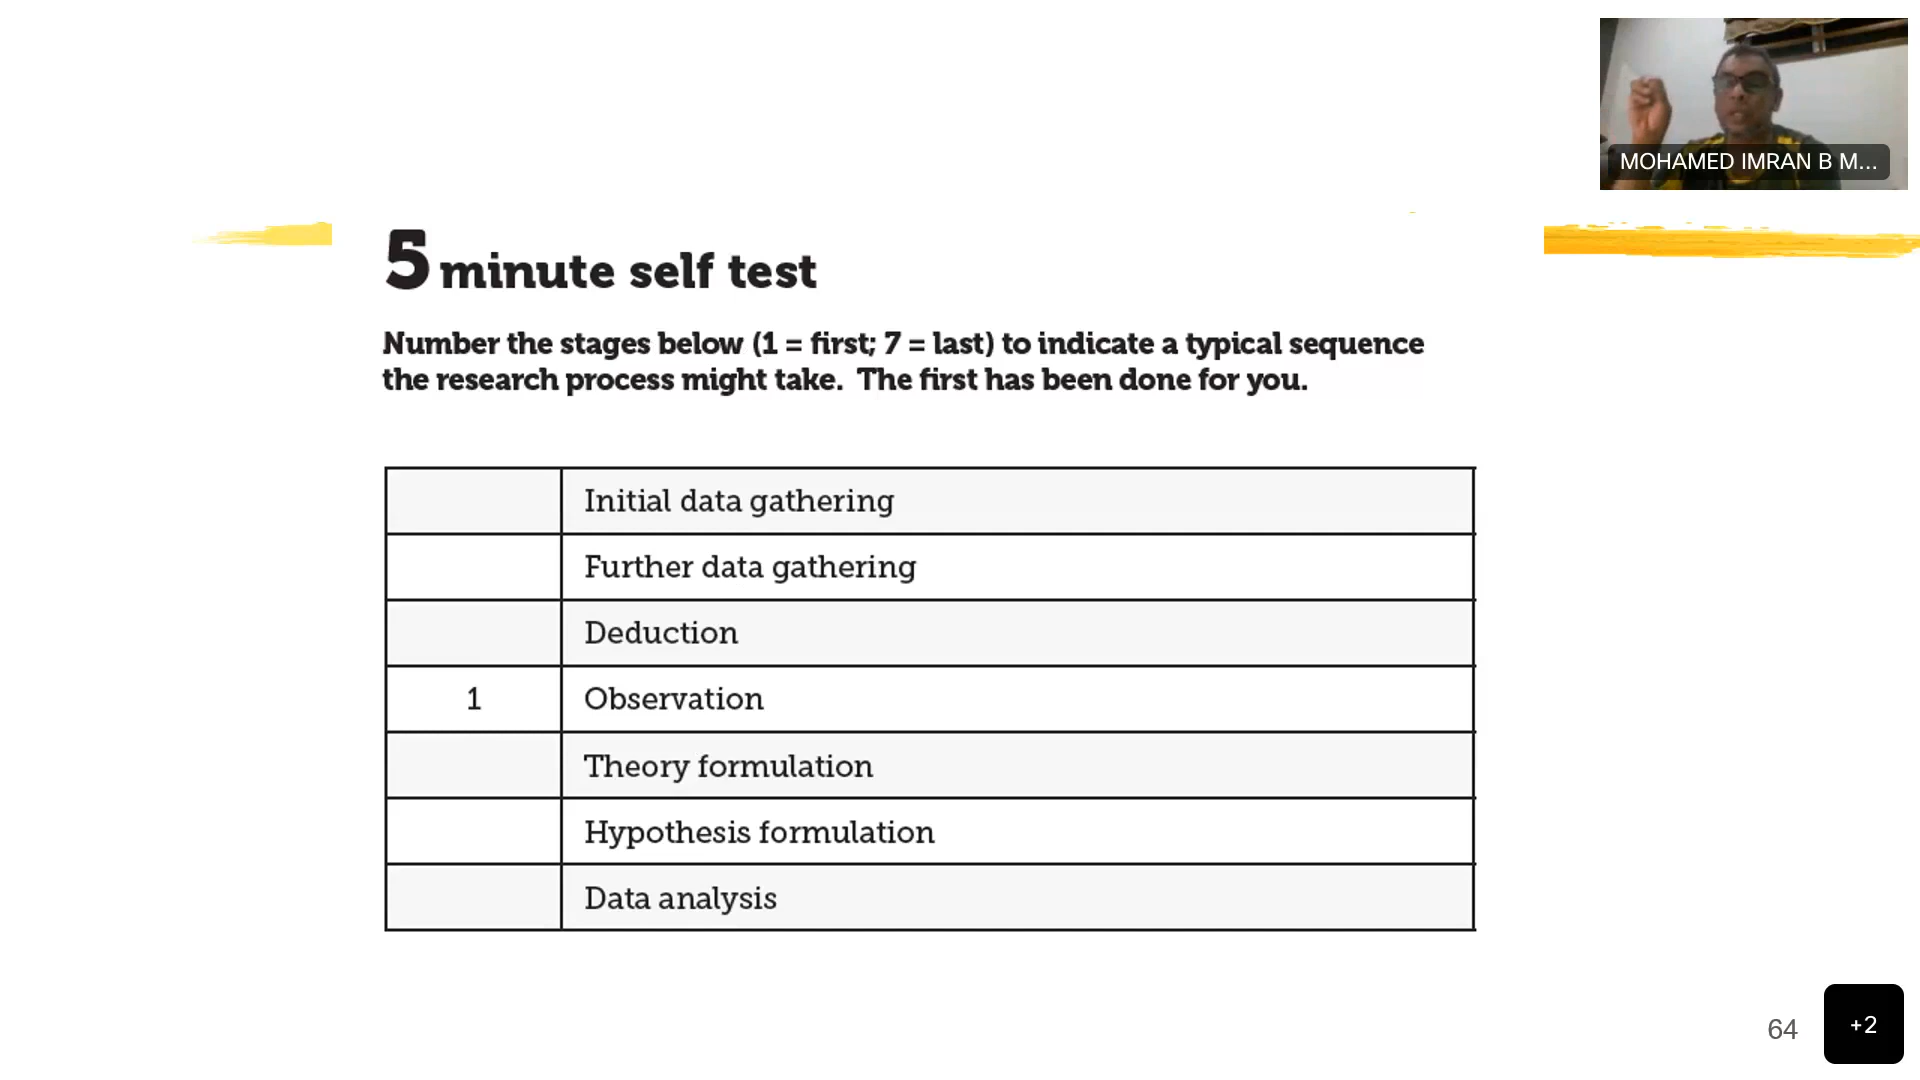 MOHAMED IMRAN B M...
5 minute self test
Number the stages below (1 = first; 7 = last) to indicate a typical sequence
the research process might take. The first has been done for you.
Initial data gathering
Further data gathering
Deduction
1 Observation
Theory formulation
Hypothesis formulation
Data analysis
64
+2